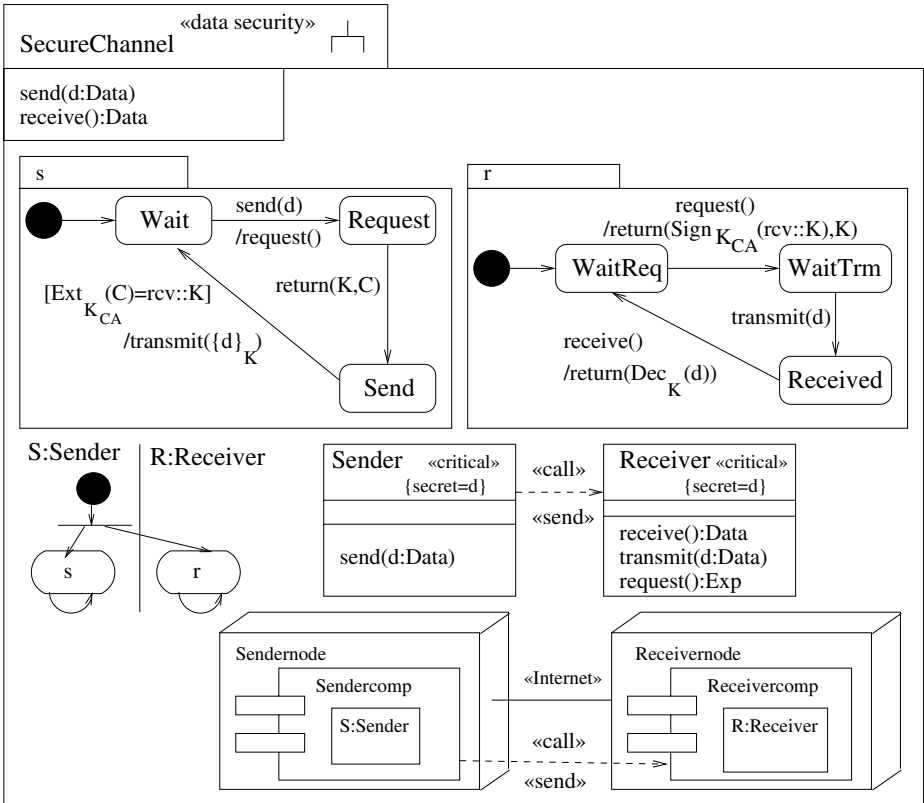 «data security»
SecureChannel
send(d:Data)
receive():Data
s
Wait
send(d)
/request()
Request
return(K,C)
[Ext K CA (C)=rcv::K]
/transmit({d} K )
Send
r
request()
/return(Sign K CA (rcv::K),K)
WaitReq
WaitTrm
transmit(d)
receive()
/return(Dec K (d))
Received
S:Sender
R:Receiver
s
r
Sender «critical»
{secret=d}
send(d:Data)
«call»
«send»
Receiver «critical»
{secret=d}
receive():Data
transmit(d:Data)
request():Exp
Sendernode
Sendercomp
S:Sender
«Internet»
«call»
«send»
Receivernode
Receivercomp
R:Receiver